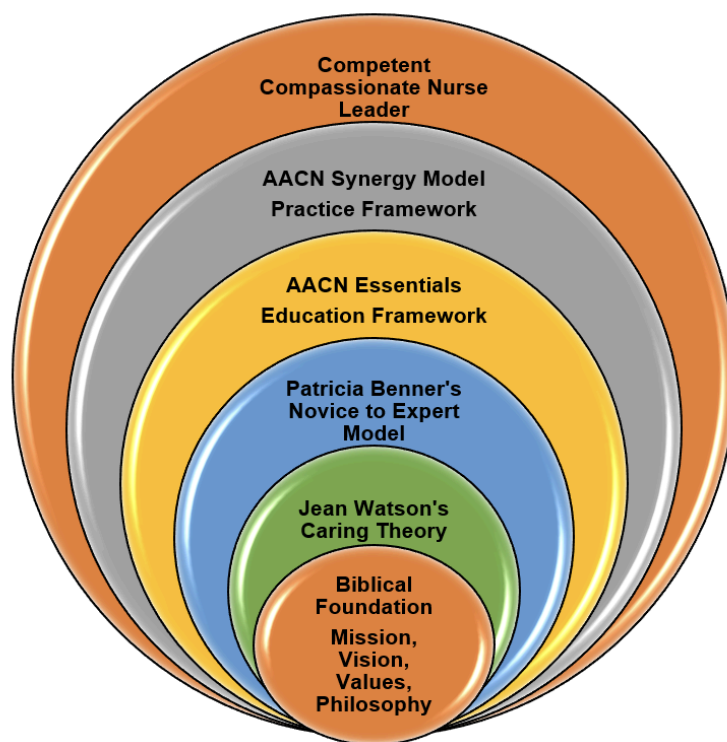 Competent
Compassionate Nurse
Leader
AACN Synergy Model
Practice Framework
AACN Essentials
Education Framework
Patricia Benner's
Novice to Expert
Model
Jean Watson's
Caring Theory
Biblical
Foundation
Mission,
Vision,
Values,
Philosophy